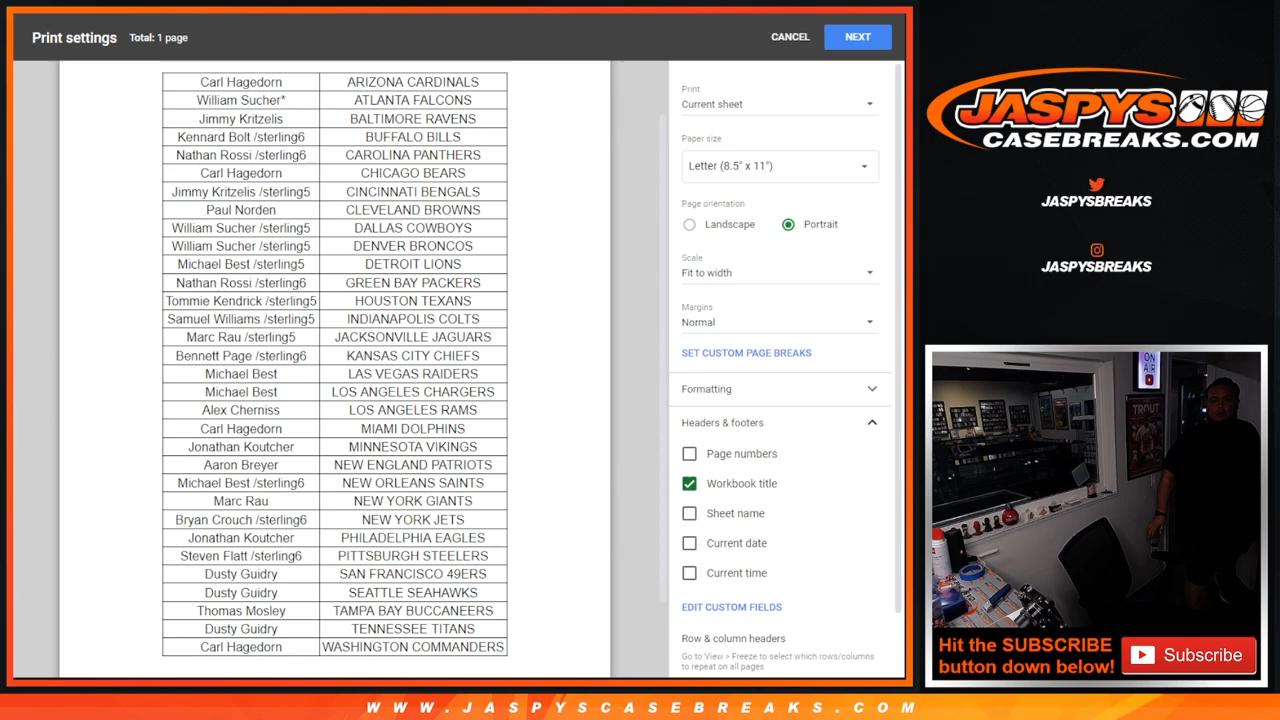 Print settings Total: 1 page CANCEL NEXT
Carl Hagedorn ARIZONA CARDINALS
William Sucher* ATLANTA FALCONS
Jimmy Kritzelis BALTIMORE RAVENS
Kennard Bolt /sterling6 BUFFALO BILLS
Nathan Rossi /sterling6 CAROLINA PANTHERS
Carl Hagedorn CHICAGO BEARS
Jimmy Kritzelis /sterling5 CINCINNATI BENGALS
Paul Norden CLEVELAND BROWNS
William Sucher /sterling5 DALLAS COWBOYS
William Sucher /sterling5 DENVER BRONCOS
Michael Best /sterling5 DETROIT LIONS
Nathan Rossi /sterling6 GREEN BAY PACKERS
Tommie Kendrick /sterling5 HOUSTON TEXANS
Samuel Williams /sterling5 INDIANAPOLIS COLTS
Marc Rau /sterling5 JACKSONVILLE JAGUARS
Bennett Page /sterling6 KANSAS CITY CHIEFS
Michael Best LAS VEGAS RAIDERS
Michael Best LOS ANGELES CHARGERS
Alex Cherniss LOS ANGELES RAMS
Carl Hagedorn MIAMI DOLPHINS
Jonathan Koutcher MINNESOTA VIKINGS
Aaron Breyer NEW ENGLAND PATRIOTS
Michael Best /sterling6 NEW ORLEANS SAINTS
Marc Rau NEW YORK GIANTS
Bryan Crouch /sterling6 NEW YORK JETS
Jonathan Koutcher PHILADELPHIA EAGLES
Steven Flatt /sterling6 PITTSBURGH STEELERS
Dusty Guidry SAN FRANCISCO 49ERS
Dusty Guidry SEATTLE SEAHAWKS
Thomas Mosley TAMPA BAY BUCCANEERS
Dusty Guidry TENNESSEE TITANS
Carl Hagedorn WASHINGTON COMMANDERS
Print
Current sheet
Paper size
Letter (8.5" x 11")
Page orientation
Landscape Portrait
Scale
Fit to width
Margins
Normal
SET CUSTOM PAGE BREAKS
Formatting
Headers & footers
Page numbers
Workbook title
Sheet name
Current date
Current time
EDIT CUSTOM FIELDS
Row & column headers
Go to View > Freeze to select which rows/columns
to repeat on all pages
JASPYS
CASEBREAKS.COM
JASPYSBREAKS
JASPYSBREAKS
ON
AIR
TROUT
Hit the SUBSCRIBE
button down below!
Subscribe
WWW.JASPYSCASEBREAKS.COM